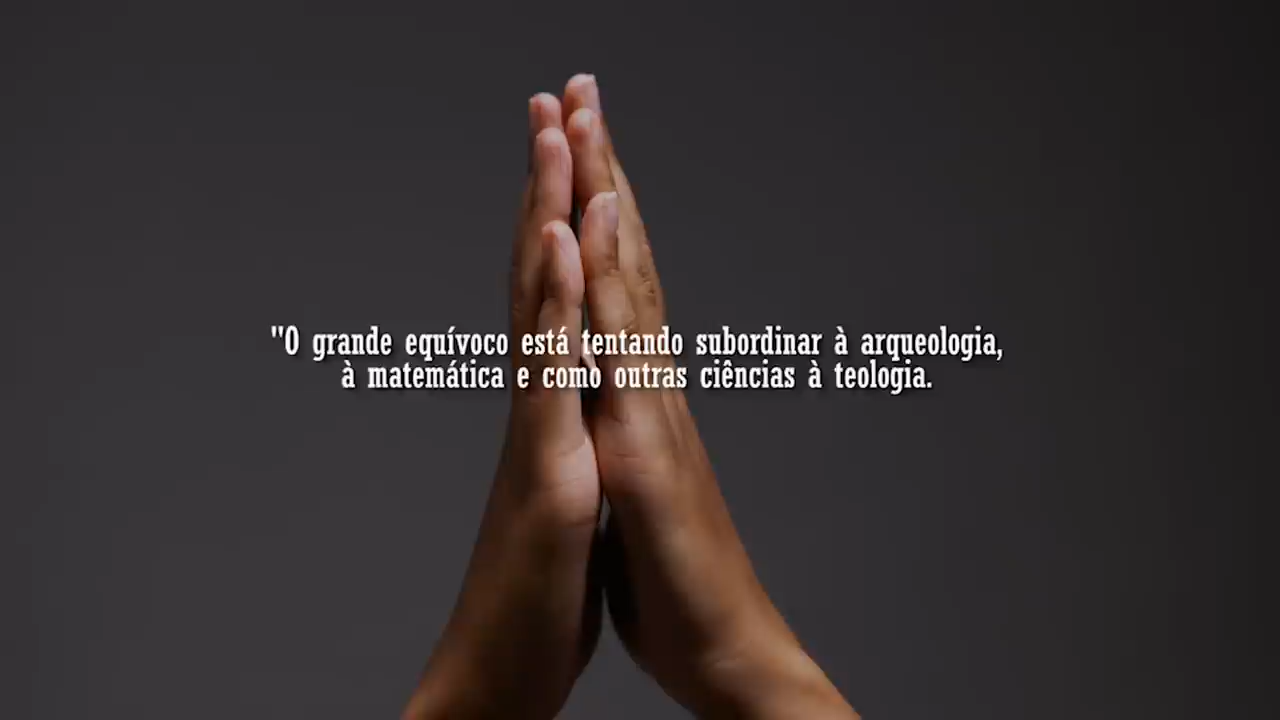 "O grande equívoco está tentando subordinar à arqueologia,
à matemática e como outras ciências à teologia.